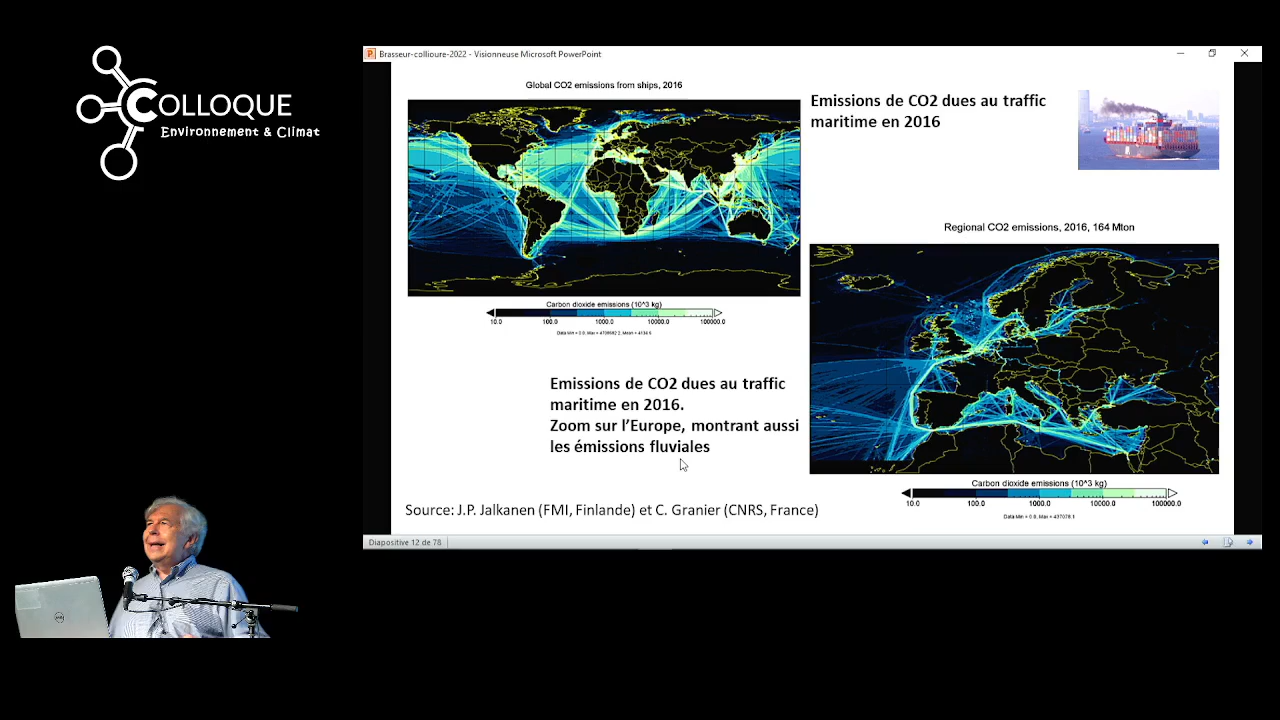 COLLOQUE
Environnement & Climat
Brasseur-collioure-2022 - Visionneuse Microsoft PowerPoint
Global CO2 emissions from ships, 2016
Carbon dioxide emissions (10^3 kg)
10.0 100.0 1000.0 10000.0 100000.0
Emissions de CO2 dues au traffic
maritime en 2016
Regional CO2 emissions, 2016, 164 Mton
Carbon dioxide emissions (10^3 kg)
10.0 100.0 1000.0 10000.0 100000.0
Emissions de CO2 dues au traffic
maritime en 2016.
Zoom sur l'Europe, montrant aussi
les émissions fluviales
Source: J.P. Jalkanen (FMI, Finlande) et C. Granier (CNRS, France)
Diapositive 12 de 78